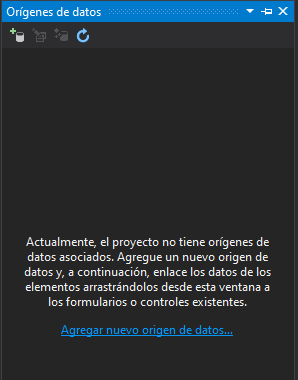 Orígenes de datos
Actualmente, el proyecto no tiene orígenes de
datos asociados. Agregue un nuevo origen de
datos y, a continuación, enlace los datos de los
elementos arrastrándolos desde esta ventana a
los formularios o controles existentes.
Agregar nuevo origen de datos...